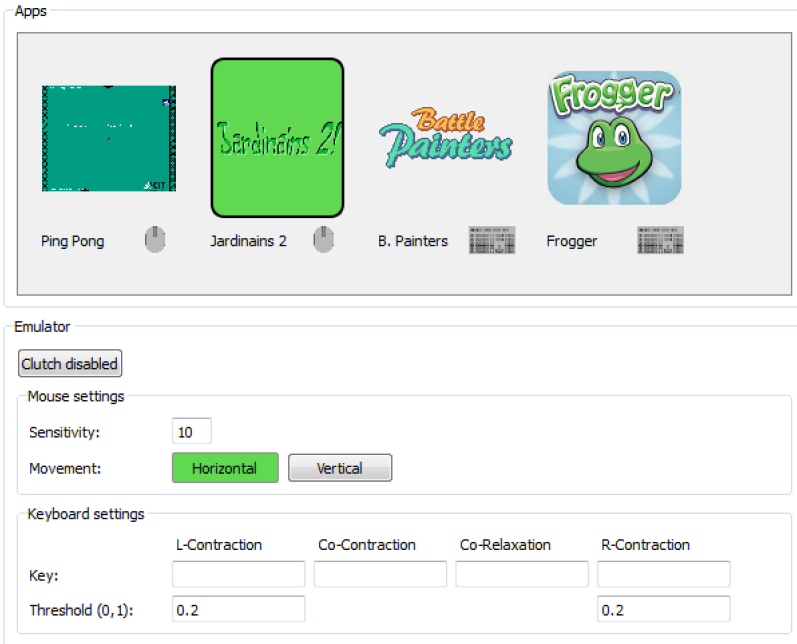 Apps
CIT
Jardinains 2!
Battle
Painters
Frogger
Ping Pong
Jardinains 2
B. Painters
Frogger
Emulator
Clutch disabled
Mouse settings
Sensitivity: 10
Movement: Horizontal Vertical
Keyboard settings
L-Contraction Co-Contraction Co-Relaxation R-Contraction
Key:
Threshold (0,1): 0.2 0.2